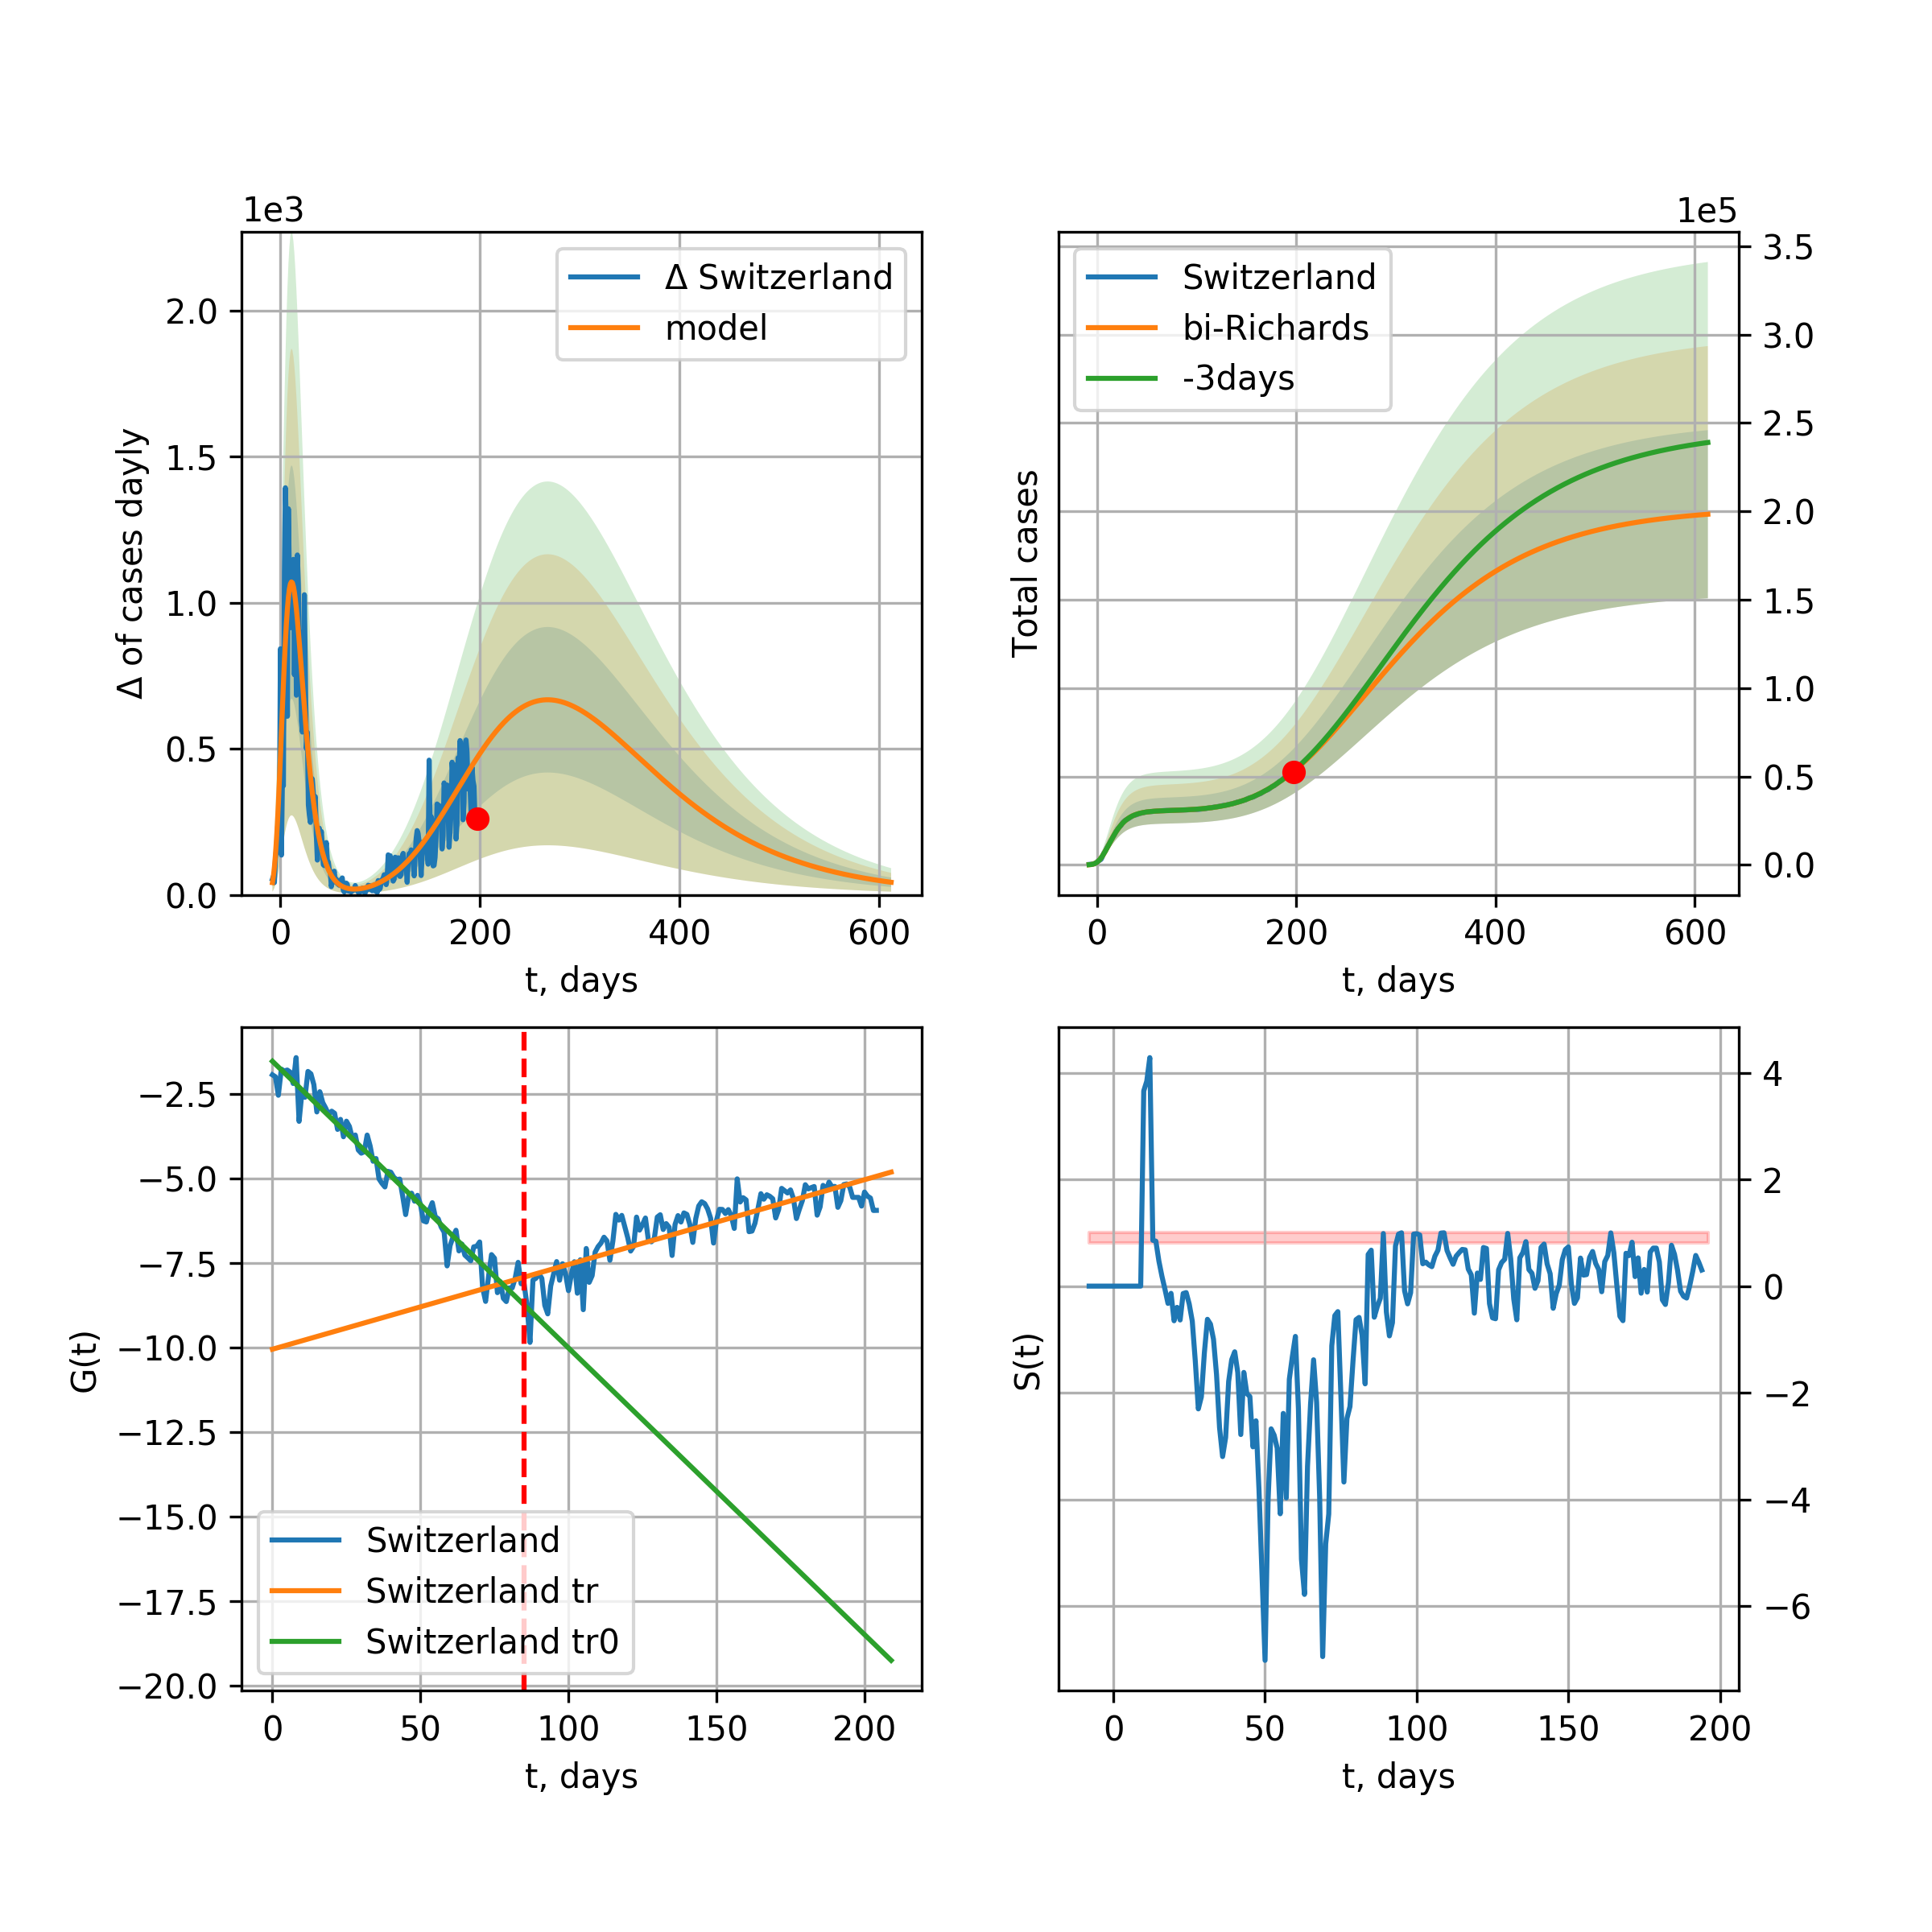 1e3
Δ of cases dayly
2.0
1.5
1.0
0.5
0.0
Δ Switzerland
model
0 200 400 600
t, days
1e5
Total cases
Switzerland
bi-Richards
-3days
3.5
3.0
2.5
2.0
1.5
1.0
0.5
0.0
0 200 400 600
t, days
G(t)
−2.5
−5.0
−7.5
−10.0
−12.5
−15.0
−17.5
−20.0
Switzerland
Switzerland tr
Switzerland tr0
0 50 100 150 200
t, days
S(t)
4
2
0
−2
−4
−6
0 50 100 150 200
t, days